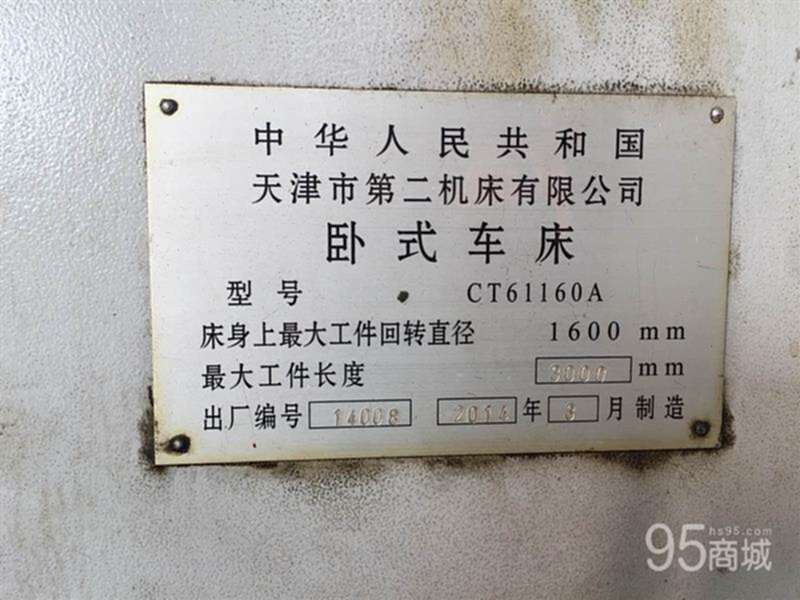 中华人民共和国
天津市第二机床有限公司
卧式车床
型号 CT61160A
床身上最大工件回转直径 1600 mm
最大工件长度 3000 mm
出厂编号 14008 2014 年 3 月制造
hs95.com
95商城